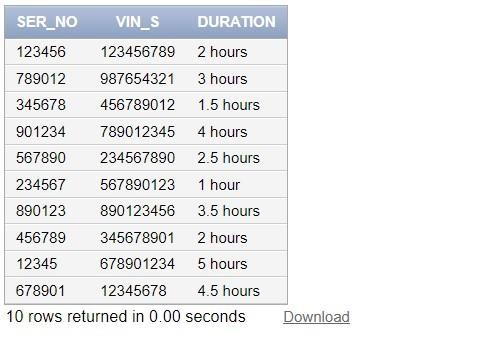 SER_NO VIN_S DURATION
123456 123456789 2 hours
789012 987654321 3 hours
345678 456789012 1.5 hours
901234 789012345 4 hours
567890 234567890 2.5 hours
234567 567890123 1 hour
890123 890123456 3.5 hours
456789 345678901 2 hours
12345 678901234 5 hours
678901 12345678 4.5 hours
10 rows returned in 0.00 seconds Download